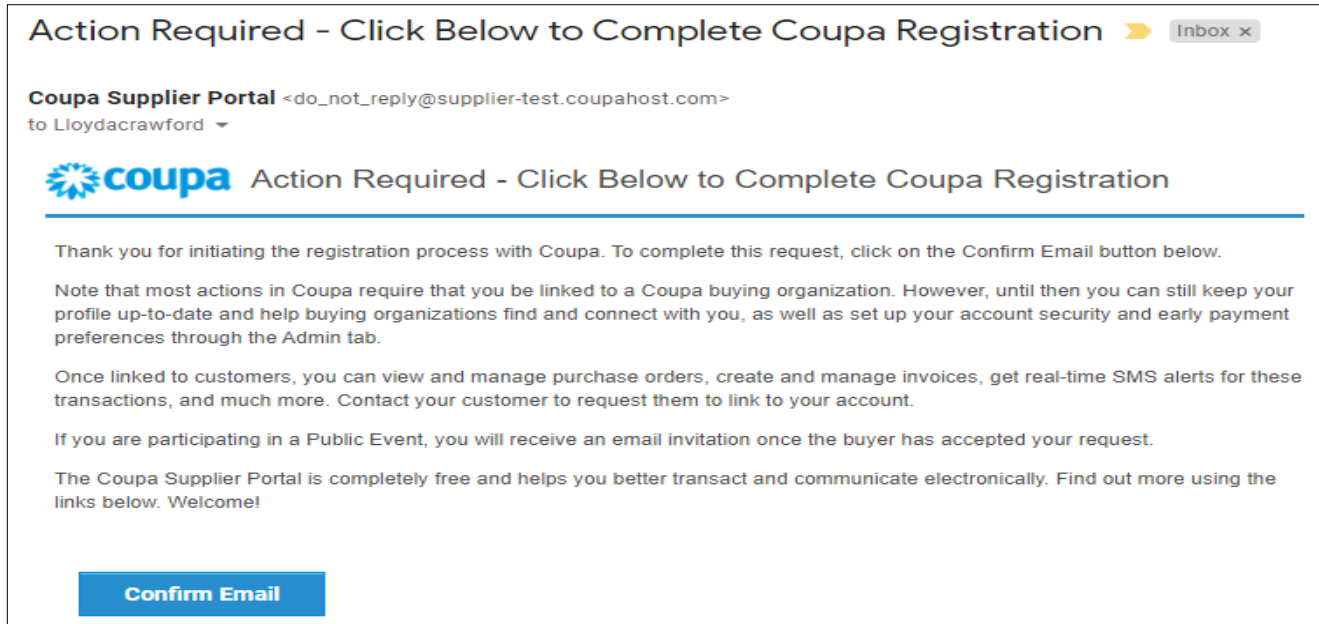 Action Required - Click Below to Complete Coupa Registration Inbox x
Coupa Supplier Portal <do_not_reply@supplier-test.coupahost.com>
to Lloydacrawford
coupa Action Required - Click Below to Complete Coupa Registration
Thank you for initiating the registration process with Coupa. To complete this request, click on the Confirm Email button below.
Note that most actions in Coupa require that you be linked to a Coupa buying organization. However, until then you can still keep your
profile up-to-date and help buying organizations find and connect with you, as well as set up your account security and early payment
preferences through the Admin tab.
Once linked to customers, you can view and manage purchase orders, create and manage invoices, get real-time SMS alerts for these
transactions, and much more. Contact your customer to request them to link to your account.
If you are participating in a Public Event, you will receive an email invitation once the buyer has accepted your request.
The Coupa Supplier Portal is completely free and helps you better transact and communicate electronically. Find out more using the
links below. Welcome!
Confirm Email